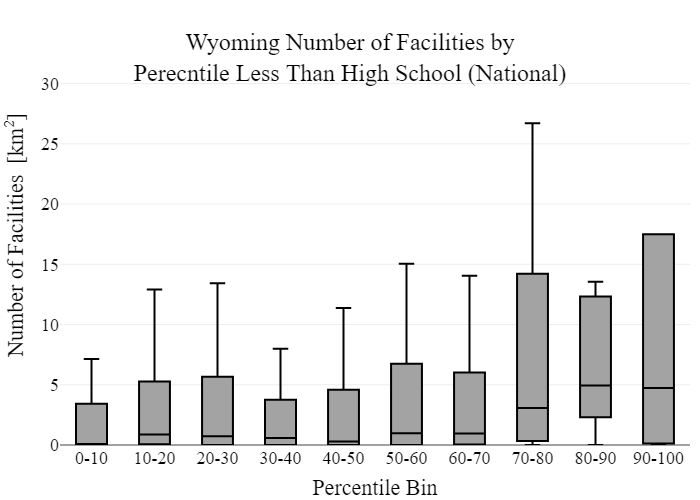 Wyoming Number of Facilities by
Perecntile Less Than High School (National)
Number of Facilities [km²]
30
25
20
15
10
5
0
0-10 10-20 20-30 30-40 40-50 50-60 60-70 70-80 80-90 90-100
Percentile Bin